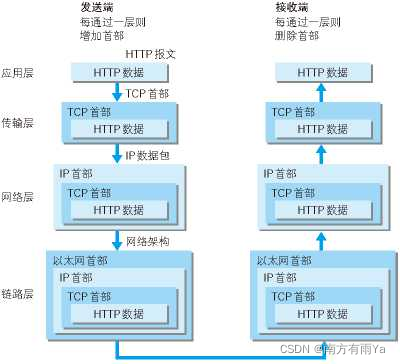 发送端
每通过一层则
增加首部
接收端
每通过一层则
删除首部
HTTP 报文
应用层
HTTP 数据
HTTP 数据
TCP 首部
传输层
TCP 首部
HTTP 数据
TCP 首部
HTTP 数据
IP 数据包
网络层
IP 首部
TCP 首部
HTTP 数据
IP 首部
TCP 首部
HTTP 数据
网络架构
链路层
以太网首部
IP 首部
TCP 首部
HTTP 数据
以太网首部
IP 首部
TCP 首部
HTTP 数据
CSDN @南方有雨Ya